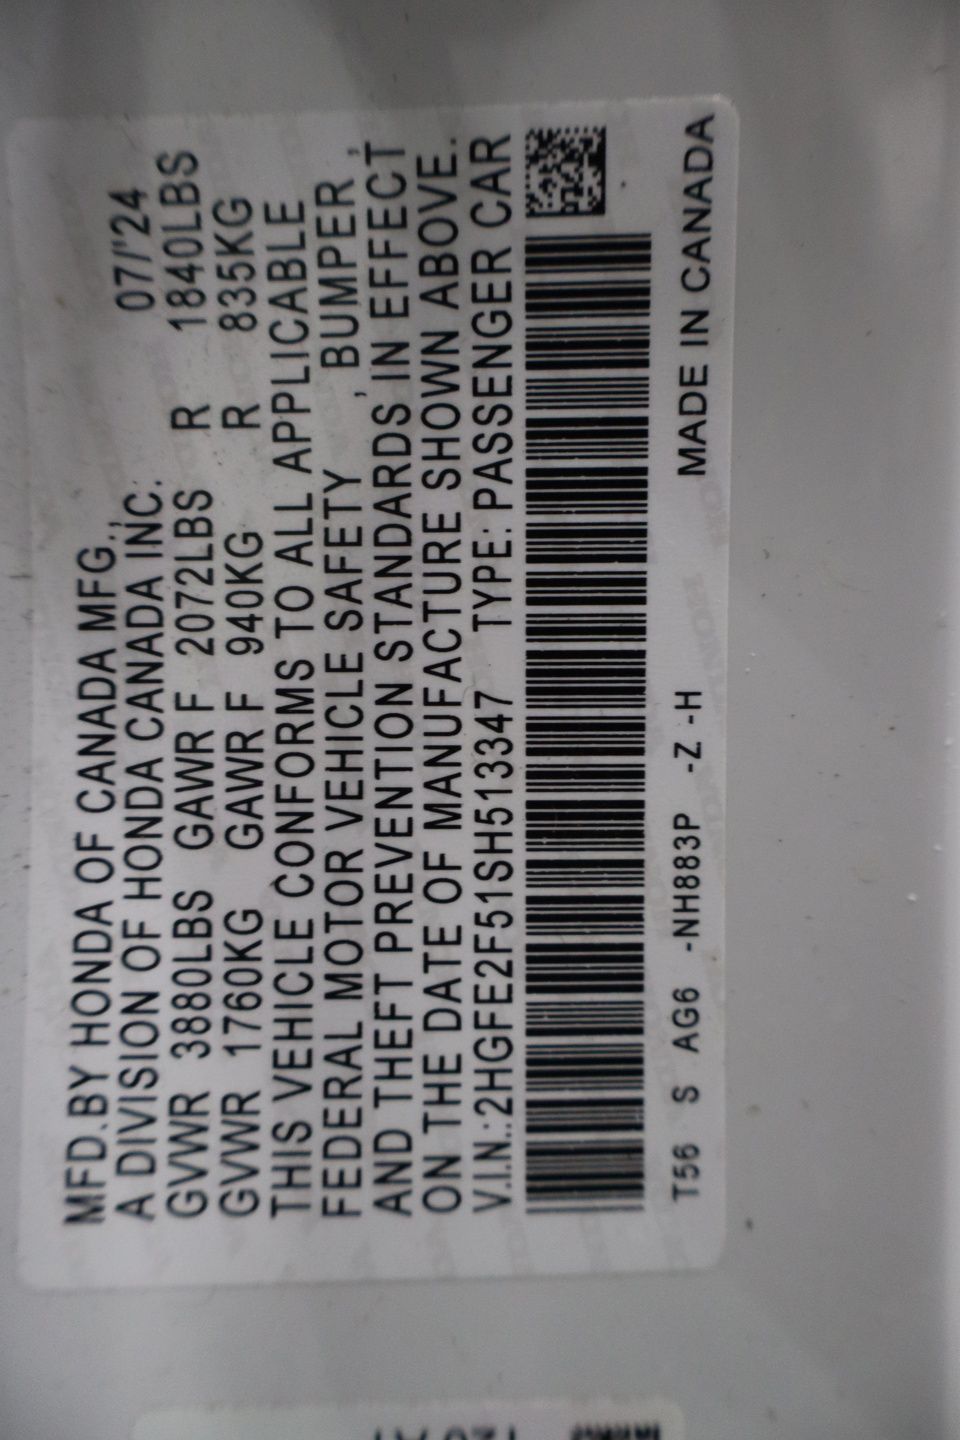 MFD.BY HONDA OF CANADA MFG., 07/'24
A DIVISION OF HONDA CANADA INC.
GVWR 3880LBS GAWR F 2072LBS R 1840LBS
GVWR 1760KG GAWR F 940KG R 835KG
THIS VEHICLE CONFORMS TO ALL APPLICABLE
FEDERAL MOTOR VEHICLE SAFETY , BUMPER ,
AND THEFT PREVENTION STANDARDS IN EFFECT
ON THE DATE OF MANUFACTURE SHOWN ABOVE.
V.I.N.:2HGFE2F51SH513347 TYPE: PASSENGER CAR
T56 S AG6 -NH883P -Z -H MADE IN CANADA